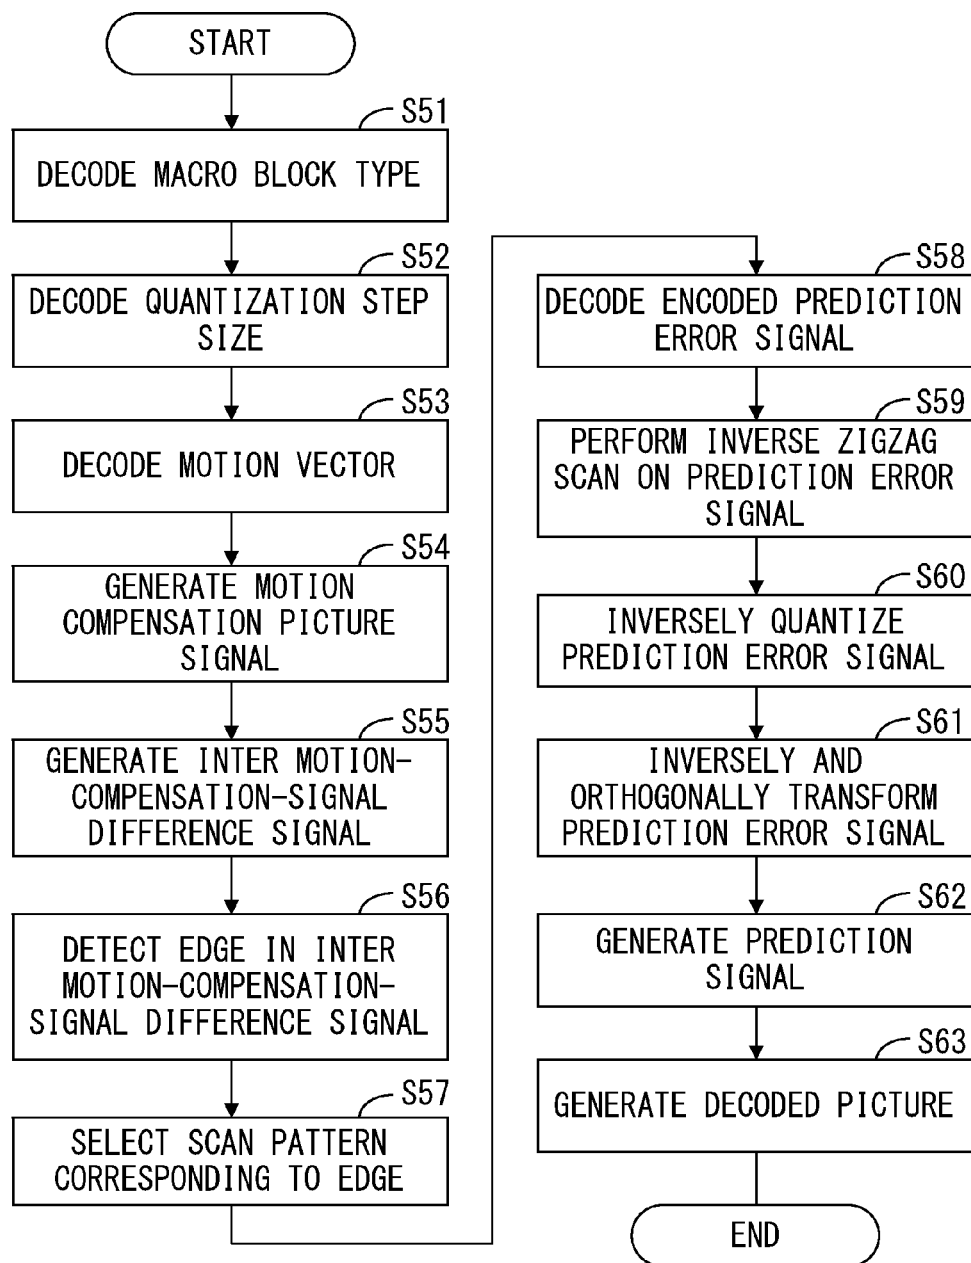 START
S51
DECODE MACRO BLOCK TYPE
S52
DECODE QUANTIZATION STEP
SIZE
S53
DECODE MOTION VECTOR
S54
GENERATE MOTION
COMPENSATION PICTURE
SIGNAL
S55
GENERATE INTER MOTION-
COMPENSATION-SIGNAL
DIFFERENCE SIGNAL
S56
DETECT EDGE IN INTER
MOTION-COMPENSATION-
SIGNAL DIFFERENCE SIGNAL
S57
SELECT SCAN PATTERN
CORRESPONDING TO EDGE
S58
DECODE ENCODED PREDICTION
ERROR SIGNAL
S59
PERFORM INVERSE ZIGZAG
SCAN ON PREDICTION ERROR
SIGNAL
S60
INVERSELY QUANTIZE
PREDICTION ERROR SIGNAL
S61
INVERSELY AND
ORTHOGONALLY TRANSFORM
PREDICTION ERROR SIGNAL
S62
GENERATE PREDICTION
SIGNAL
S63
GENERATE DECODED PICTURE
END